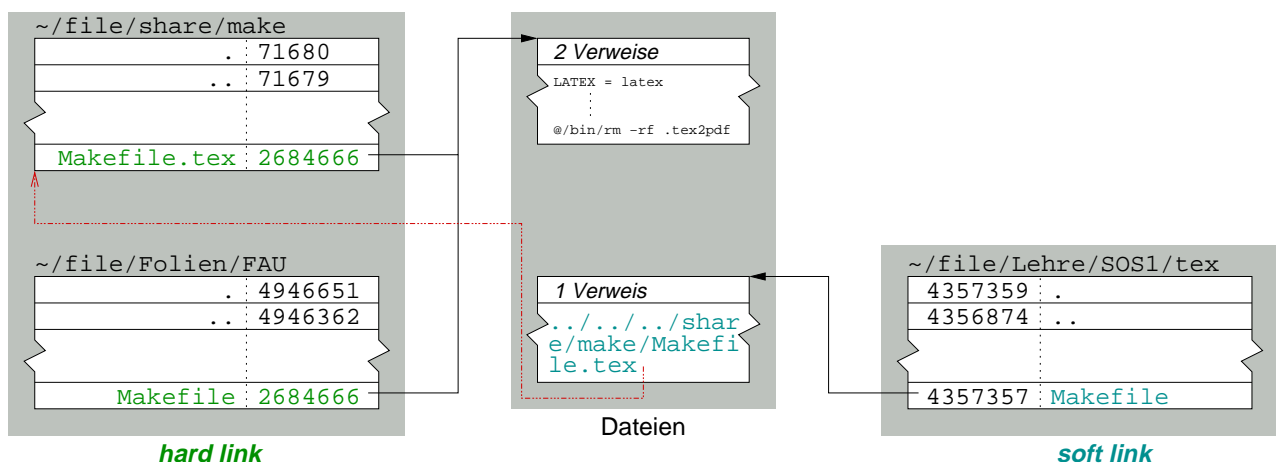 ~/file/share/make
. 71680
.. 71679
Makefile.tex 2684666
~/file/Folien/FAU
. 4946651
.. 4946362
Makefile 2684666
hard link
2 Verweise
LATEX = latex
@/bin/rm -rf .tex2pdf
1 Verweis
../../../shar
e/make/Makefi
le.tex
Dateien
~/file/Lehre/SOS1/tex
4357359 .
4356874 ..
4357357 Makefile
soft link